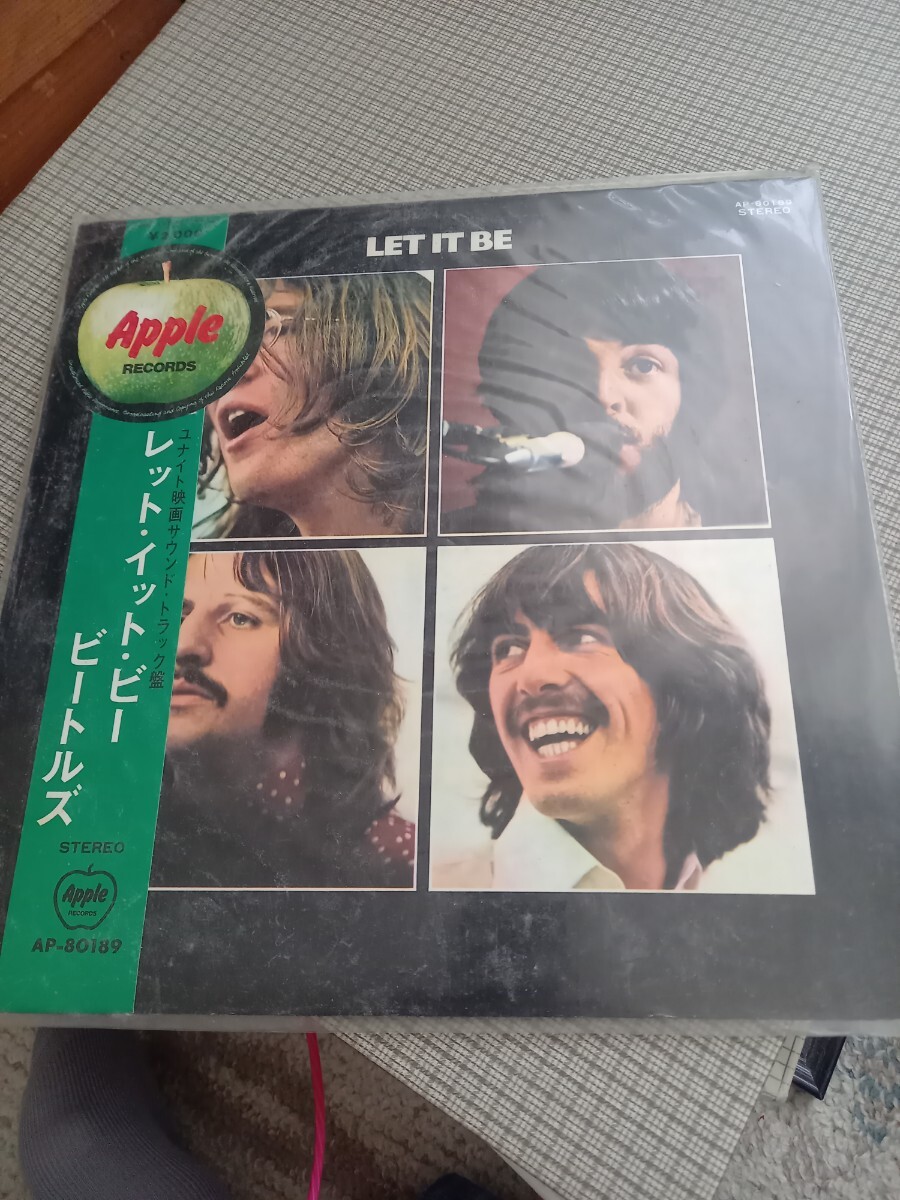 AP-80189
STEREO
LET IT BE
¥2,000
Apple
RECORDS
ユナイト映画サウンド・トラック盤
レット・イット・ビー
ビートルズ
STEREO
Apple
RECORDS
AP-80189